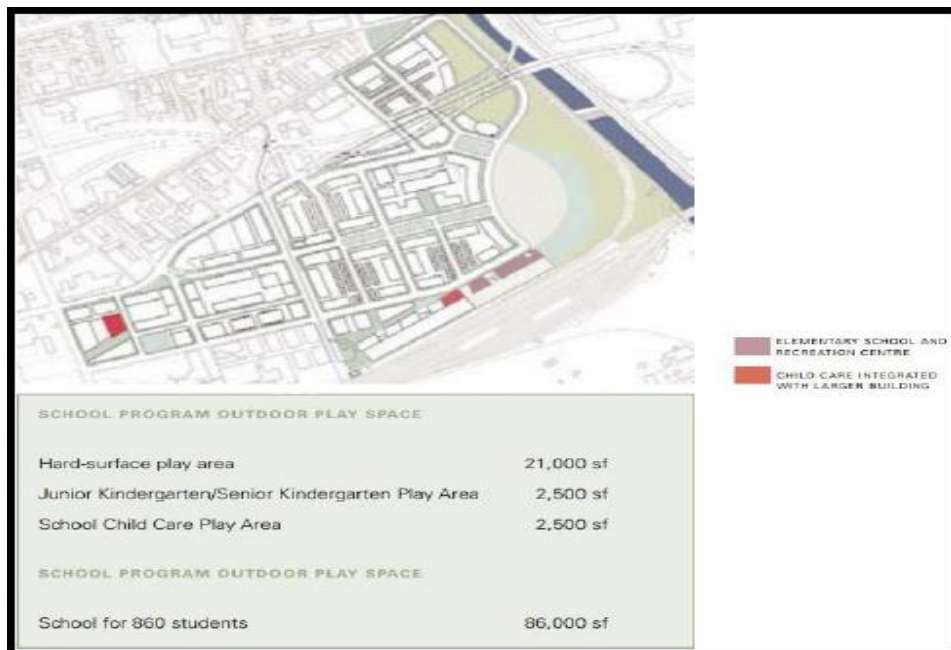 ELEMENTARY SCHOOL AND
RECREATION CENTRE
CHILD CARE INTEGRATED
WITH LARGER BUILDING
SCHOOL PROGRAM OUTDOOR PLAY SPACE
Hard-surface play area 21,000 sf
Junior Kindergarten/Senior Kindergarten Play Area 2,500 sf
School Child Care Play Area 2,500 sf
SCHOOL PROGRAM OUTDOOR PLAY SPACE
School for 860 students 86,000 sf